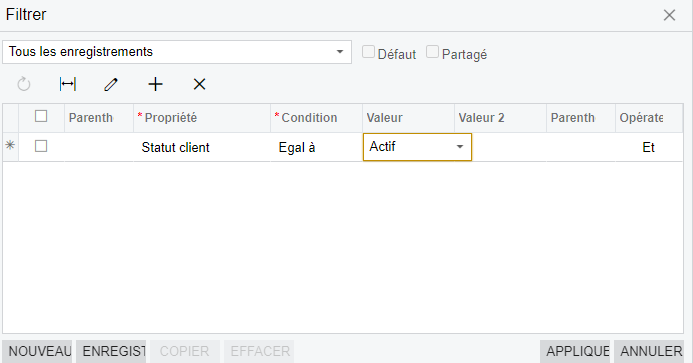 Filtrer
Tous les enregistrements
Défaut
Partagé
Parenth *Propriété *Condition Valeur Valeur 2 Parenth Opérate
Statut client Egal à Actif Et
NOUVEAU ENREGIST COPIER EFFACER APPLIQUE ANNULER